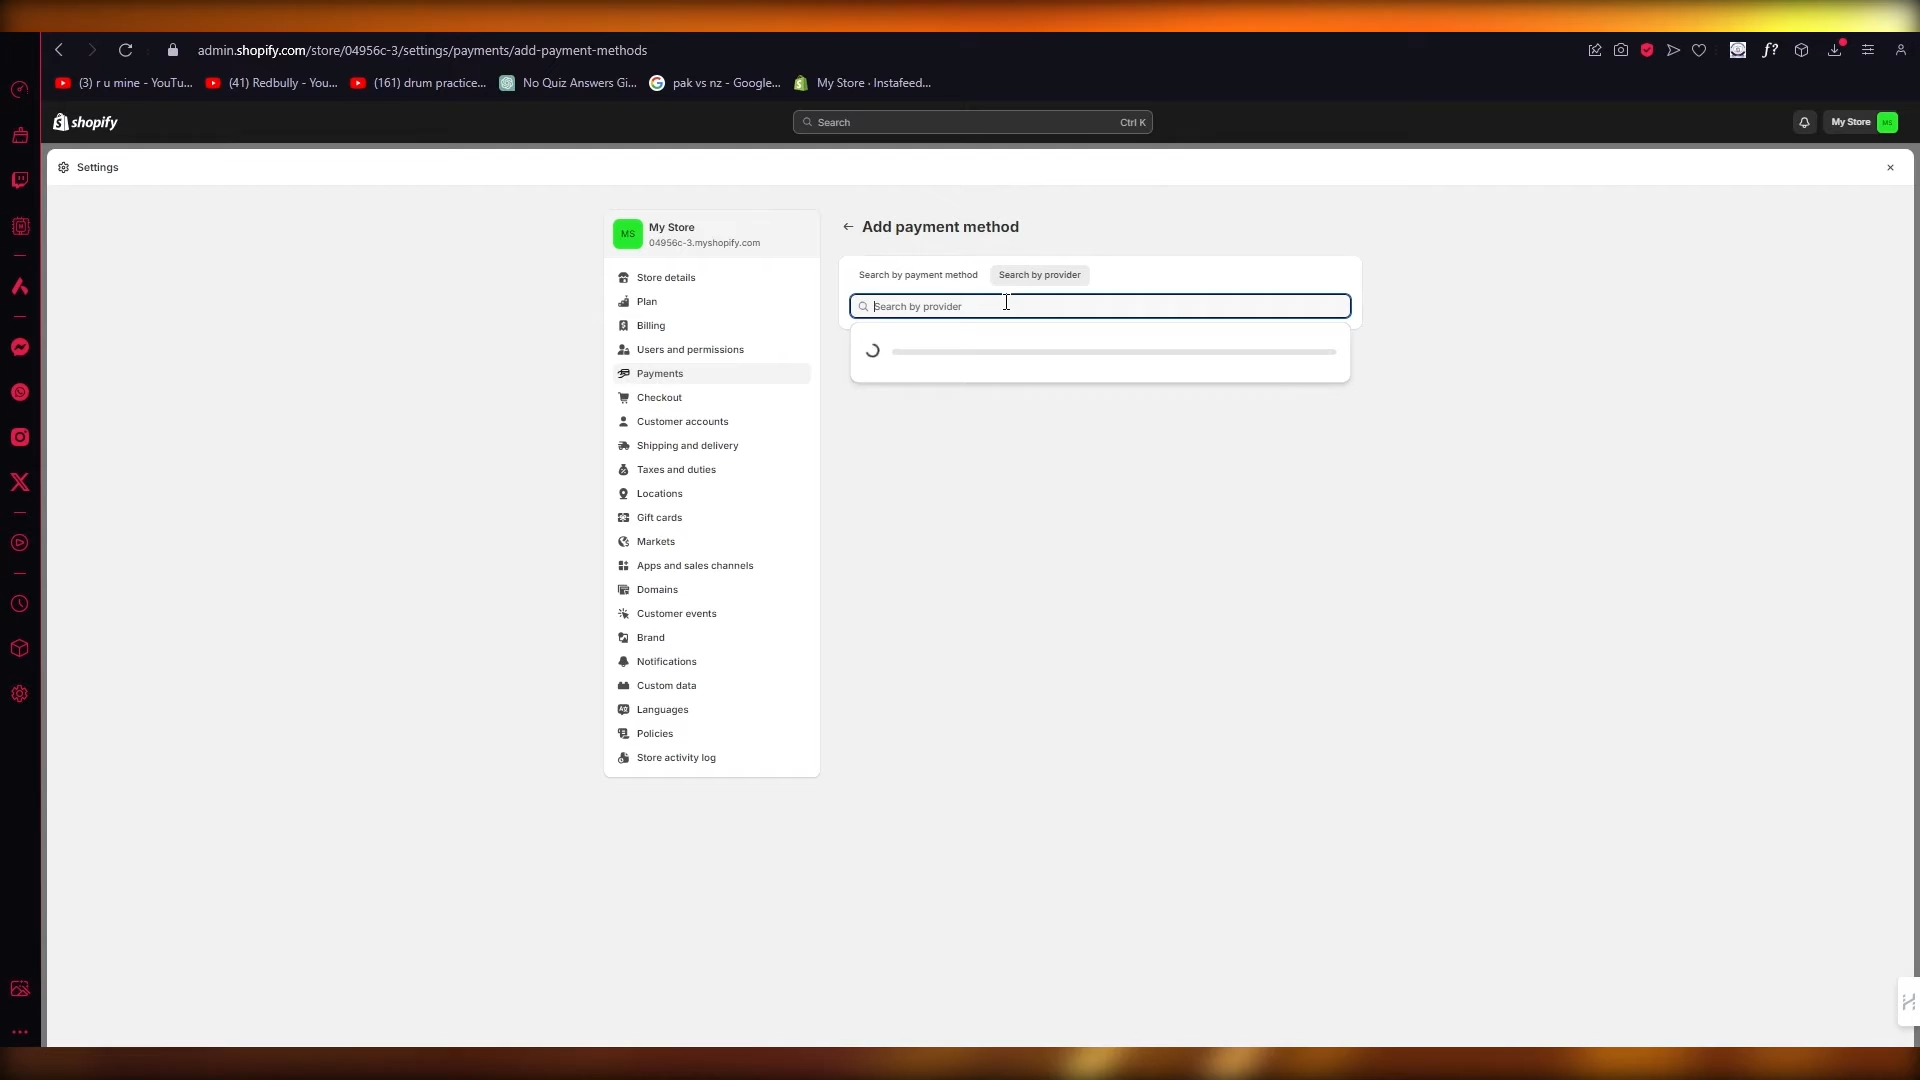 admin.shopify.com/store/04956c-3/settings/payments/add-payment-methods
(3) r u mine - YouTu...
(41) Redbully - You...
(161) drum practice...
No Quiz Answers Gi...
pak vs nz - Google...
My Store · Instafeed...
shopify
Search
Ctrl K
My Store
MS
Settings
MS
My Store
04956c-3.myshopify.com
Store details
Plan
Billing
Users and permissions
Payments
Checkout
Customer accounts
Shipping and delivery
Taxes and duties
Locations
Gift cards
Markets
Apps and sales channels
Domains
Customer events
Brand
Notifications
Custom data
Languages
Policies
Store activity log
Add payment method
Search by payment method
Search by provider
Search by provider